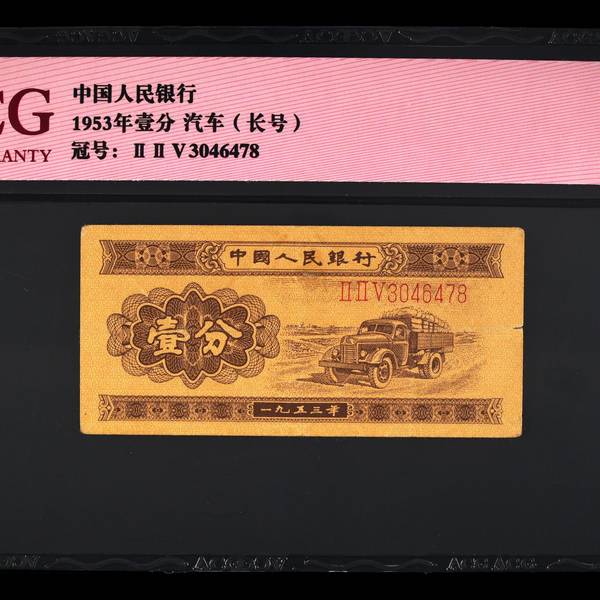 中国人民银行
1953年壹分 汽车（长号）
冠号：ⅡⅡⅤ3046478
CG
RANTY
中國人民銀行
ⅡⅡⅤ3046478
壹分
一九五三年